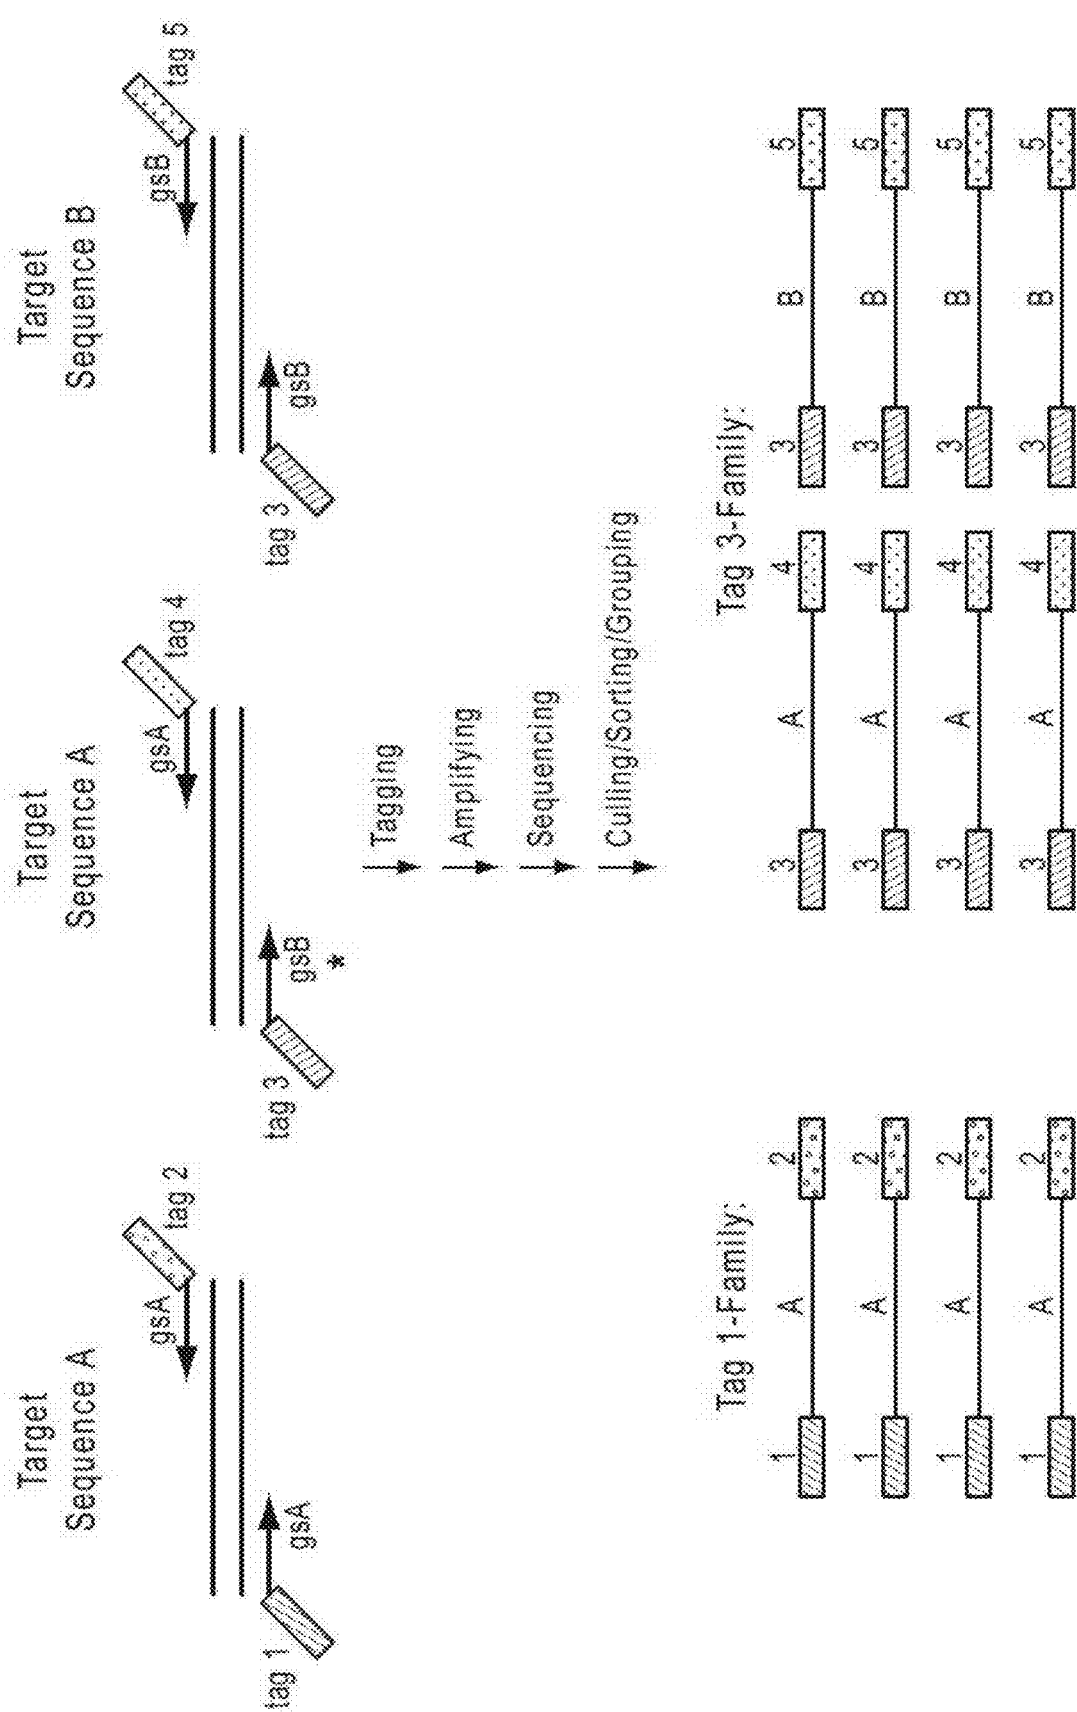 Target
Sequence A
tag 2
gsA
gsA
tag 1
Target
Sequence A
tag 4
gsA
gsB
*
tag 3
Target
Sequence B
tag 5
gsB
gsB
tag 3
Tagging
Amplifying
Sequencing
Culling/Sorting/Grouping
Tag 1-Family:
1 A 2
1 A 2
1 A 2
1 A 2
Tag 3-Family:
3 A 4 3 B 5
3 A 4 3 B 5
3 A 4 3 B 5
3 A 4 3 B 5